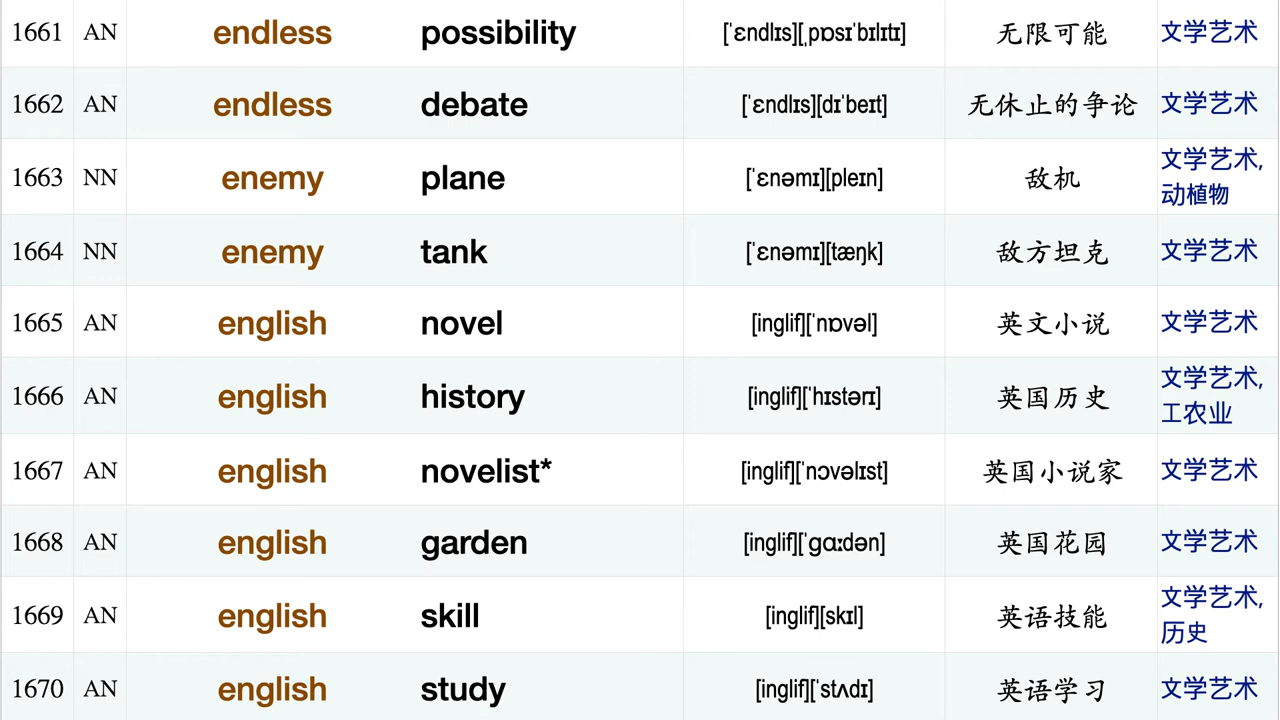 1661 AN endless possibility [ˈɛndlɪs][ˌpɒsɪˈbɪlɪtɪ] 无限可能 文学艺术
1662 AN endless debate [ˈɛndlɪs][dɪˈbeɪt] 无休止的争论 文学艺术
1663 NN enemy plane [ˈɛnəmɪ][pleɪn] 敌机 文学艺术,
动植物
1664 NN enemy tank [ˈɛnəmɪ][tæŋk] 敌方坦克 文学艺术
1665 AN english novel [inglif][ˈnɒvəl] 英文小说 文学艺术
1666 AN english history [inglif][ˈhɪstərɪ] 英国历史 文学艺术,
工农业
1667 AN english novelist* [inglif][ˈnɔvəlɪst] 英国小说家 文学艺术
1668 AN english garden [inglif][ˈɡɑɪdən] 英国花园 文学艺术
1669 AN english skill [inglif][skɪl] 英语技能 文学艺术,
历史
1670 AN english study [inglif][ˈstʌdɪ] 英语学习 文学艺术